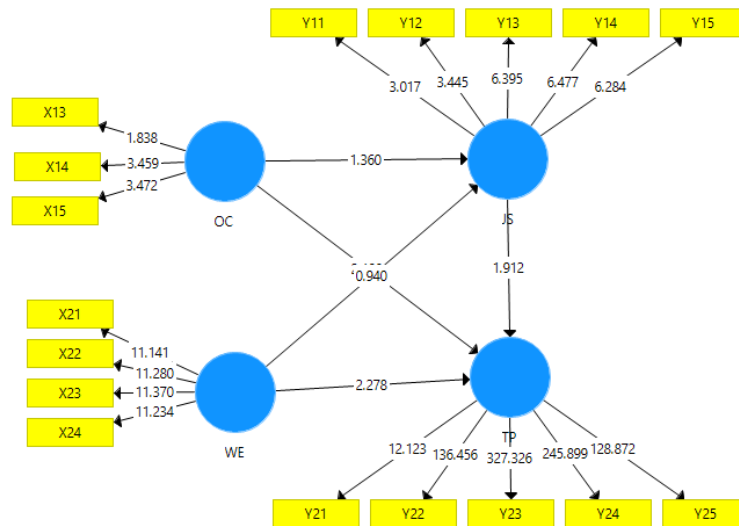 Y11 Y12 Y13 Y14 Y15
3.017 3.445 6.395 6.477 6.284
X13
1.838
X14
3.459
X15
3.472
OC
1.360
JS
0.940
1.912
X21
11.141
X22
11.280
X23
11.370
X24
11.234
WE
2.278
TP
12.123 136.456 327.326 245.899 128.872
Y21 Y22 Y23 Y24 Y25